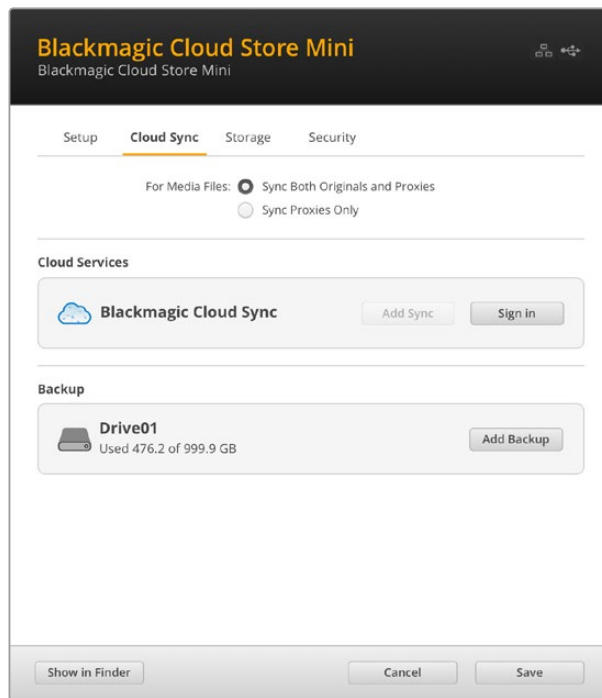 Blackmagic Cloud Store Mini
Blackmagic Cloud Store Mini
Setup Cloud Sync Storage Security
For Media Files: Sync Both Originals and Proxies
Sync Proxies Only
Cloud Services
Blackmagic Cloud Sync Add Sync Sign in
Backup
Drive01
Used 476.2 of 999.9 GB
Add Backup
Show in Finder Cancel Save